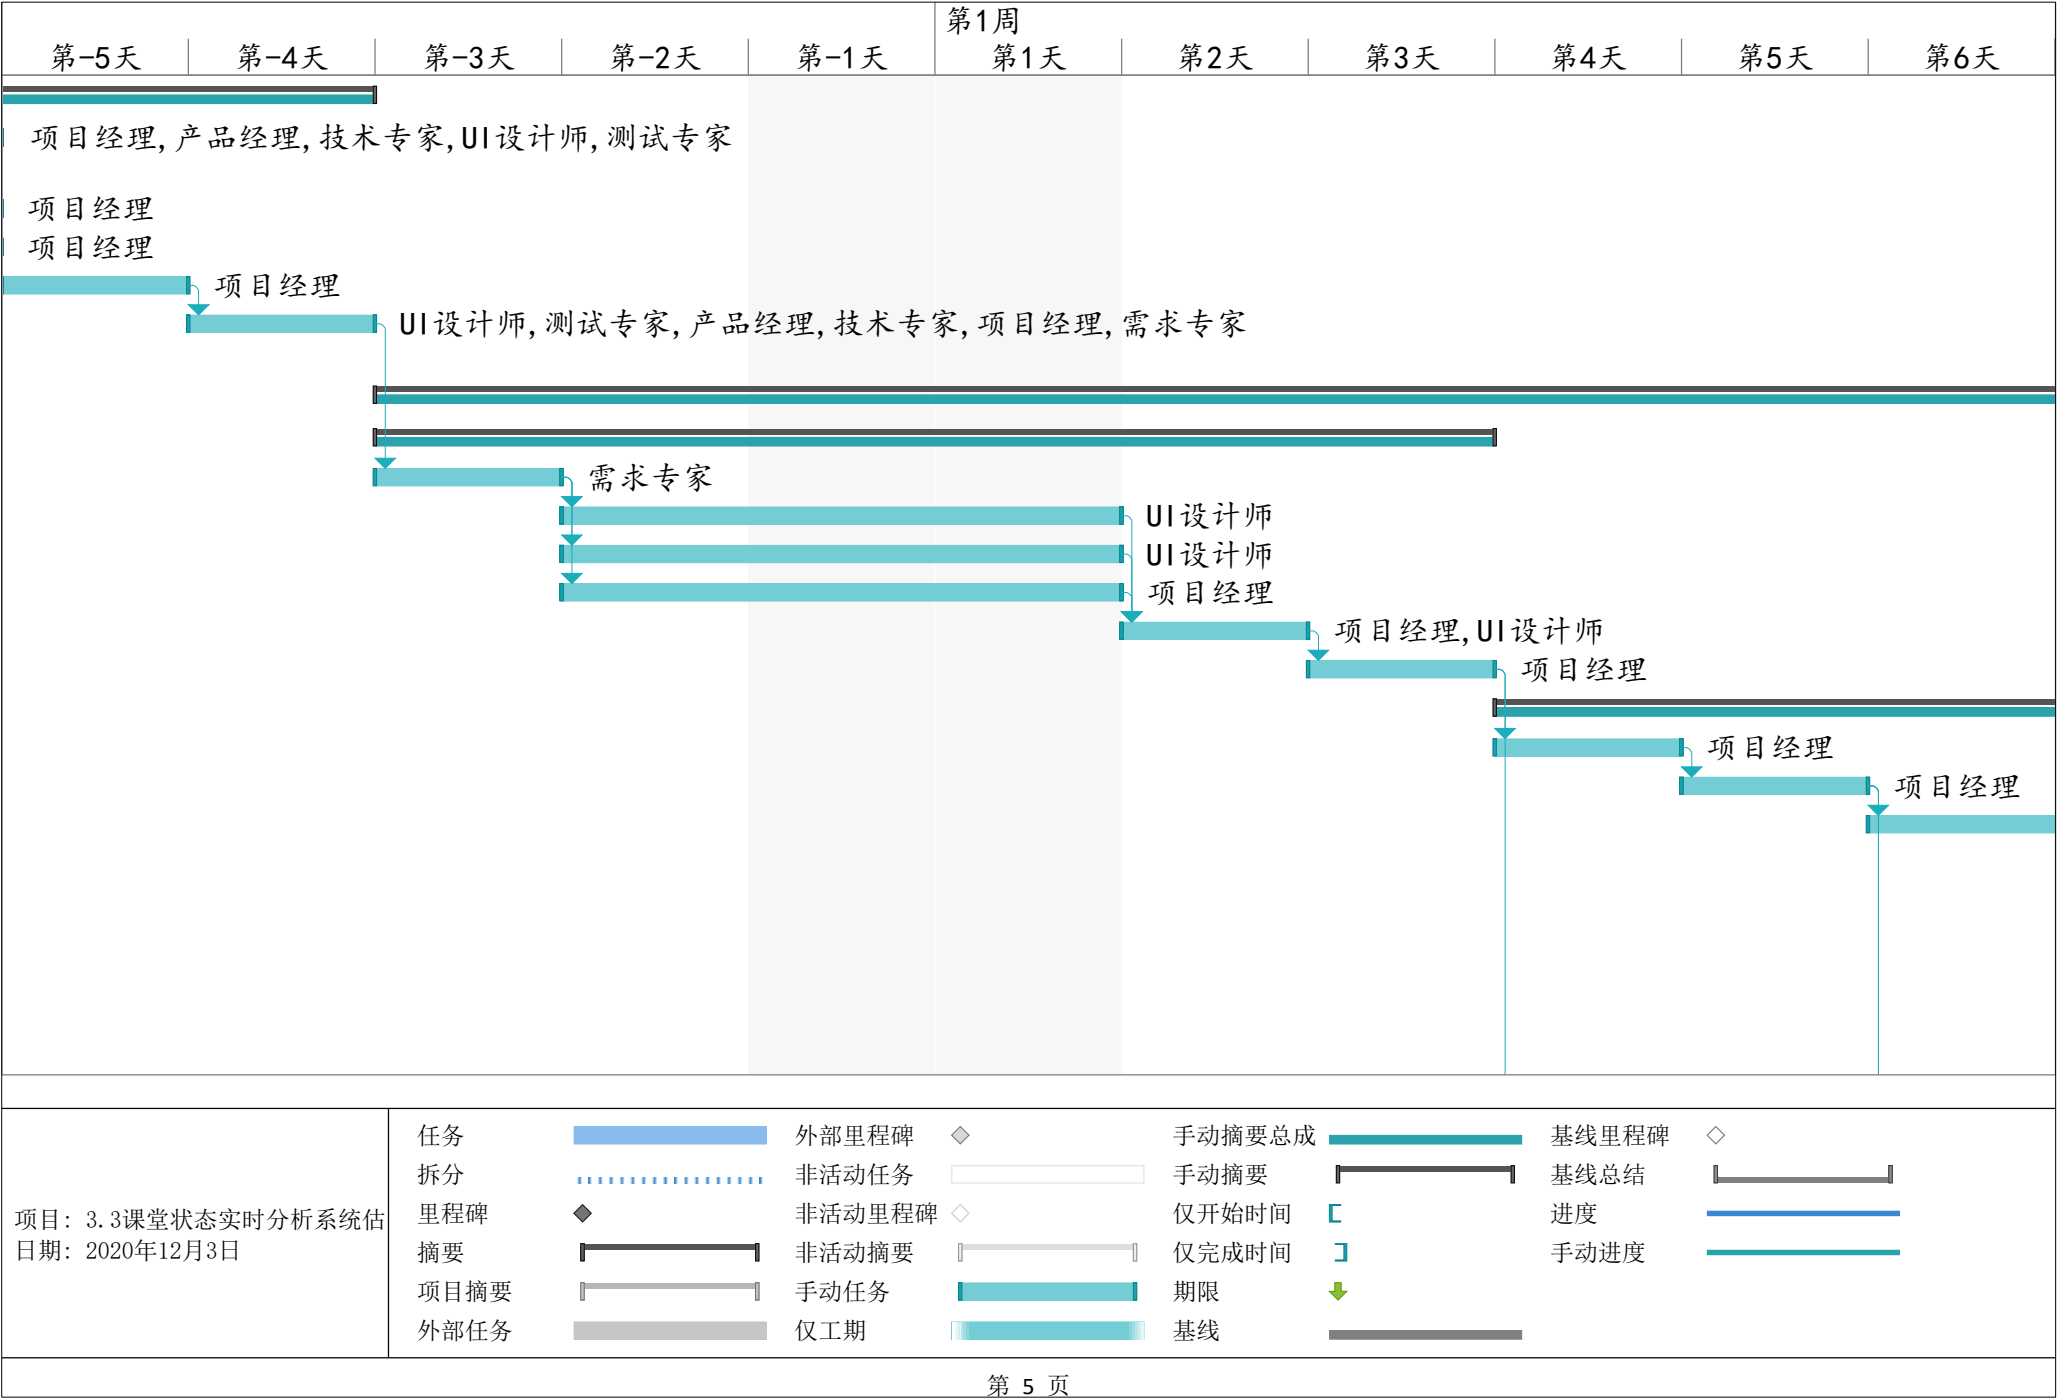 第1周
第-5天 第-4天 第-3天 第-2天 第-1天 第1天 第2天 第3天 第4天 第5天 第6天
项目经理,产品经理,技术专家,UI设计师,测试专家
项目经理
项目经理
项目经理
UI设计师,测试专家,产品经理,技术专家,项目经理,需求专家
需求专家
UI设计师
UI设计师
项目经理
项目经理,UI设计师
项目经理
项目经理
项目经理
项目: 3.3课堂状态实时分析系统估
日期: 2020年12月3日
任务
拆分
里程碑
摘要
项目摘要
外部任务
外部里程碑
非活动任务
非活动里程碑
非活动摘要
手动任务
仅工期
手动摘要总成
手动摘要
仅开始时间
仅完成时间
期限
基线
基线里程碑
基线总结
进度
手动进度
第 5 页